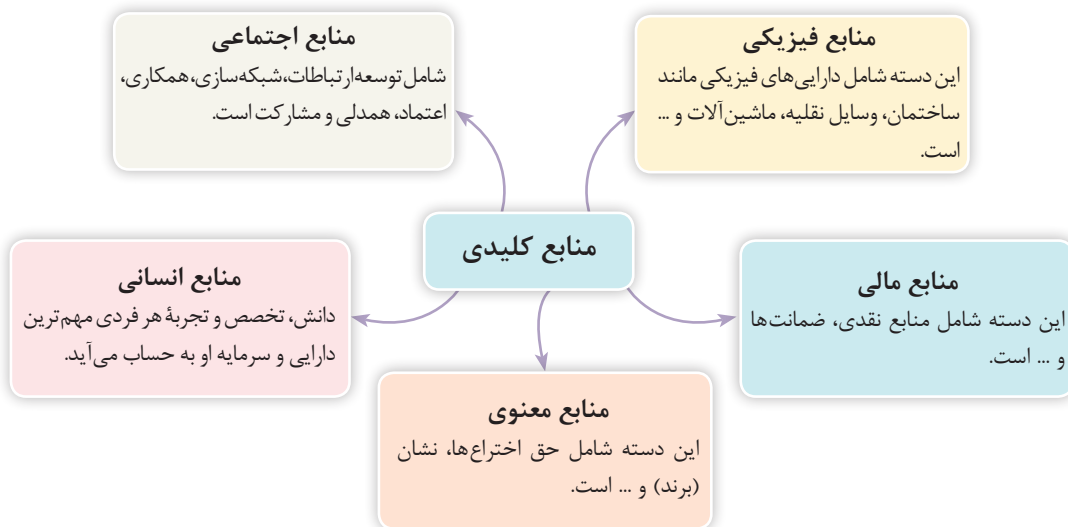 منابع فیزیکی
این دسته شامل دارایی‌های فیزیکی مانند
ساختمان، وسایل نقلیه، ماشین‌آلات و ...
است.
منابع اجتماعی
شامل توسعه ارتباطات، شبکه‌سازی، همکاری،
اعتماد، همدلی و مشارکت است.
منابع کلیدی
منابع مالی
این دسته شامل منابع نقدی، ضمانت‌ها
و ... است.
منابع انسانی
دانش، تخصص و تجربۀ هر فردی مهم‌ترین
دارایی و سرمایه او به حساب می‌آید.
منابع معنوی
این دسته شامل حق اختراع‌ها، نشان
(برند) و ... است.